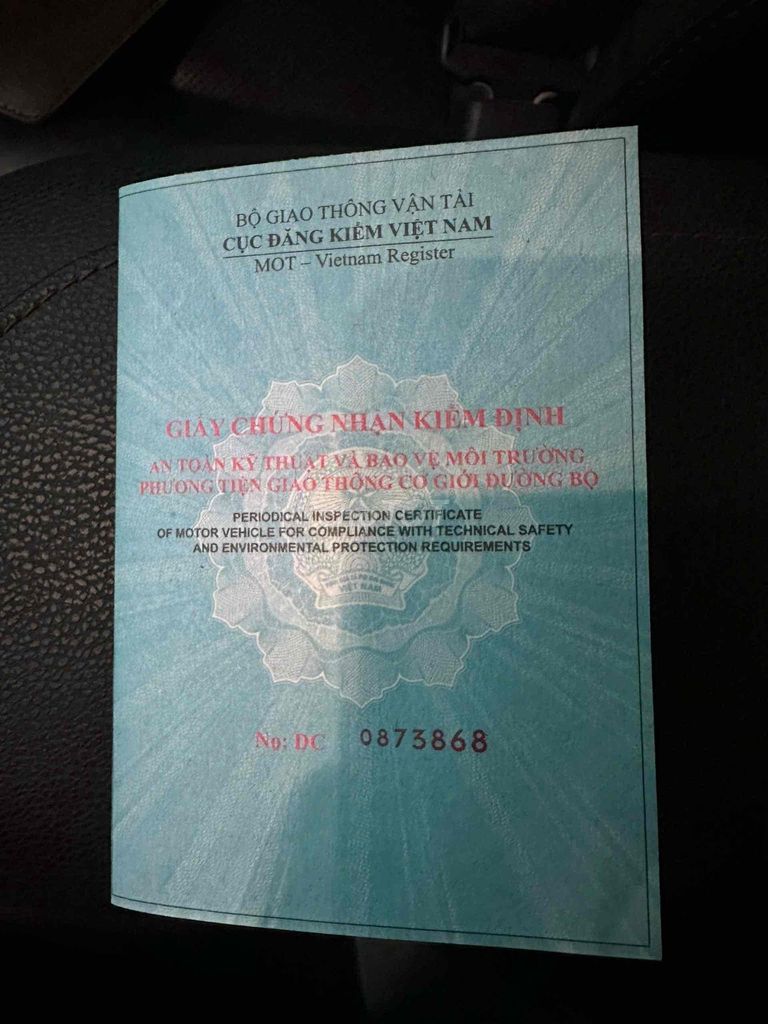 BỘ GIAO THÔNG VẬN TẢI
CỤC ĐĂNG KIỂM VIỆT NAM
MOT – Vietnam Register
GIẤY CHỨNG NHẬN KIỂM ĐỊNH
AN TOÀN KỸ THUẬT VÀ BẢO VỆ MÔI TRƯỜNG
PHƯƠNG TIỆN GIAO THÔNG CƠ GIỚI ĐƯỜNG BỘ
PERIODICAL INSPECTION CERTIFICATE
OF MOTOR VEHICLE FOR COMPLIANCE WITH TECHNICAL SAFETY
AND ENVIRONMENTAL PROTECTION REQUIREMENTS
VIỆT NAM
No: DC 0873868